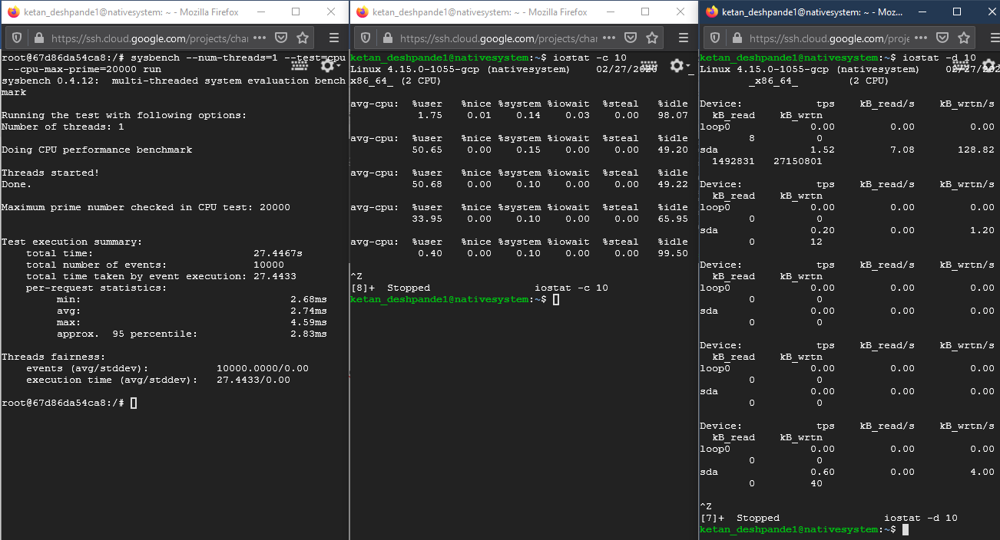 ketan_deshpande1@nativesystem: ~ - Mozilla Firefox
https://ssh.cloud.google.com/projects/char
root@67d86da54ca8:/# sysbench --num-threads=1 --test=cpu
 --cpu-max-prime=20000 run
sysbench 0.4.12:  multi-threaded system evaluation bench
mark
Running the test with following options:
Number of threads: 1
Doing CPU performance benchmark
Threads started!
Done.
Maximum prime number checked in CPU test: 20000
Test execution summary:
    total time:                          27.4467s
    total number of events:              10000
    total time taken by event execution: 27.4433
    per-request statistics:
         min:                                  2.68ms
         avg:                                  2.74ms
         max:                                  4.59ms
         approx.  95 percentile:               2.83ms
Threads fairness:
    events (avg/stddev):           10000.0000/0.00
    execution time (avg/stddev):   27.4433/0.00
root@67d86da54ca8:/#
ketan_deshpande1@nativesystem: ~ - Mozilla Firefox
https://ssh.cloud.google.com/projects/char
ketan_deshpande1@nativesystem:~$ iostat -c 10
Linux 4.15.0-1055-gcp (nativesystem)    02/27/2020      _
x86_64_ (2 CPU)
avg-cpu:  %user   %nice %system %iowait  %steal   %idle
           1.75    0.01    0.14    0.03    0.00   98.07
avg-cpu:  %user   %nice %system %iowait  %steal   %idle
          50.65    0.00    0.15    0.00    0.00   49.20
avg-cpu:  %user   %nice %system %iowait  %steal   %idle
          50.68    0.00    0.10    0.00    0.00   49.22
avg-cpu:  %user   %nice %system %iowait  %steal   %idle
          33.95    0.00    0.10    0.00    0.00   65.95
avg-cpu:  %user   %nice %system %iowait  %steal   %idle
           0.40    0.00    0.10    0.00    0.00   99.50
^Z
[8]+  Stopped                 iostat -c 10
ketan_deshpande1@nativesystem:~$
ketan_deshpande1@nativesystem: ~ - Moz...
https://ssh.cloud.google.com/proje
ketan_deshpande1@nativesystem:~$ iostat -d 10
Linux 4.15.0-1055-gcp (nativesystem)    02/27/202
        _x86_64_        (2 CPU)
Device:            tps    kB_read/s    kB_wrtn/s
  kB_read    kB_wrtn
loop0             0.00         0.00         0.00
        8          0
sda               1.52         7.08       128.82
  1492831   27150801
Device:            tps    kB_read/s    kB_wrtn/s
  kB_read    kB_wrtn
loop0             0.00         0.00         0.00
        0          0
sda               0.20         0.00         1.20
        0         12
Device:            tps    kB_read/s    kB_wrtn/s
  kB_read    kB_wrtn
loop0             0.00         0.00         0.00
        0          0
sda               0.00         0.00         0.00
        0          0
Device:            tps    kB_read/s    kB_wrtn/s
  kB_read    kB_wrtn
loop0             0.00         0.00         0.00
        0          0
sda               0.00         0.00         0.00
        0          0
Device:            tps    kB_read/s    kB_wrtn/s
  kB_read    kB_wrtn
loop0             0.00         0.00         0.00
        0          0
sda               0.60         0.00         4.00
        0         40
^Z
[7]+  Stopped                 iostat -d 10
ketan_deshpande1@nativesystem:~$